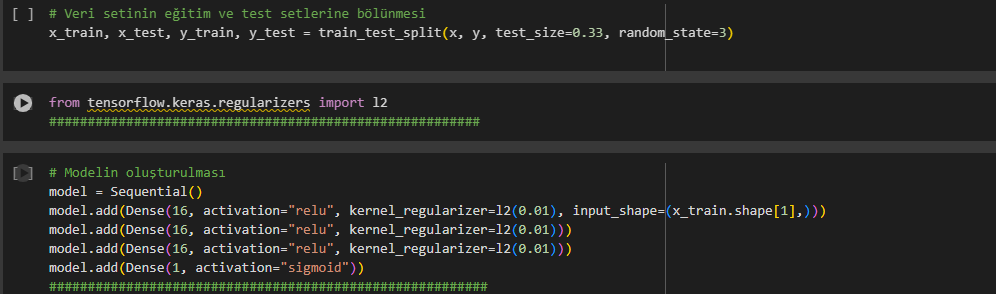 [ ] # Veri setinin eğitim ve test setlerine bölünmesi
x_train, x_test, y_train, y_test = train_test_split(x, y, test_size=0.33, random_state=3)
from tensorflow.keras.regularizers import l2
########################################################
[ ] # Modelin oluşturulması
model = Sequential()
model.add(Dense(16, activation="relu", kernel_regularizer=l2(0.01), input_shape=(x_train.shape[1],)))
model.add(Dense(16, activation="relu", kernel_regularizer=l2(0.01)))
model.add(Dense(16, activation="relu", kernel_regularizer=l2(0.01)))
model.add(Dense(1, activation="sigmoid"))
#########################################################